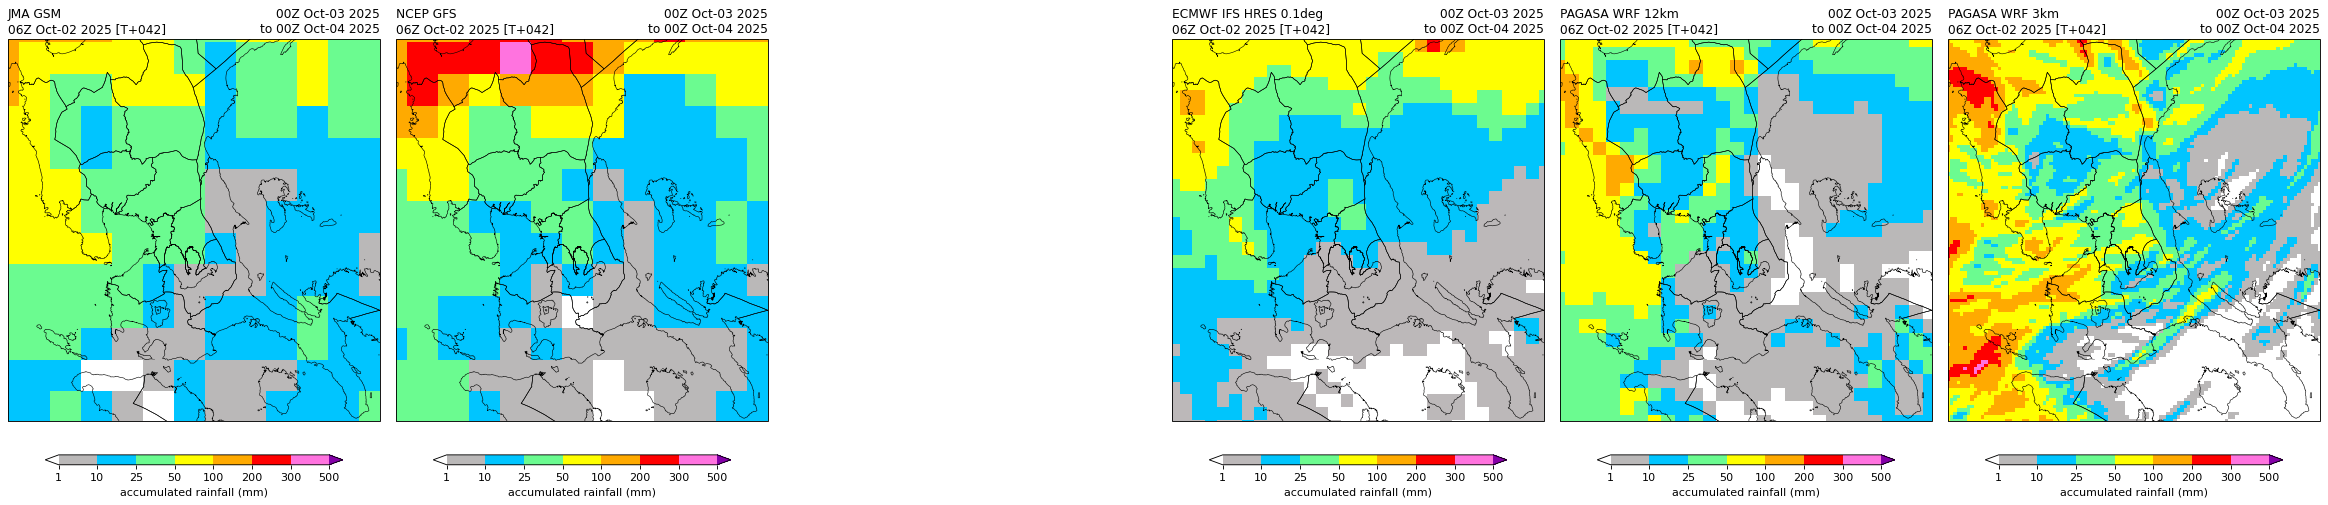 JMA GSM 00Z Oct-03 2025
06Z Oct-02 2025 [T+042] to 00Z Oct-04 2025
1 10 25 50 100 200 300 500
accumulated rainfall (mm)
NCEP GFS 00Z Oct-03 2025
06Z Oct-02 2025 [T+042] to 00Z Oct-04 2025
1 10 25 50 100 200 300 500
accumulated rainfall (mm)
ECMWF IFS HRES 0.1deg 00Z Oct-03 2025
06Z Oct-02 2025 [T+042] to 00Z Oct-04 2025
1 10 25 50 100 200 300 500
accumulated rainfall (mm)
PAGASA WRF 12km 00Z Oct-03 2025
06Z Oct-02 2025 [T+042] to 00Z Oct-04 2025
1 10 25 50 100 200 300 500
accumulated rainfall (mm)
PAGASA WRF 3km 00Z Oct-03 2025
06Z Oct-02 2025 [T+042] to 00Z Oct-04 2025
1 10 25 50 100 200 300 500
accumulated rainfall (mm)